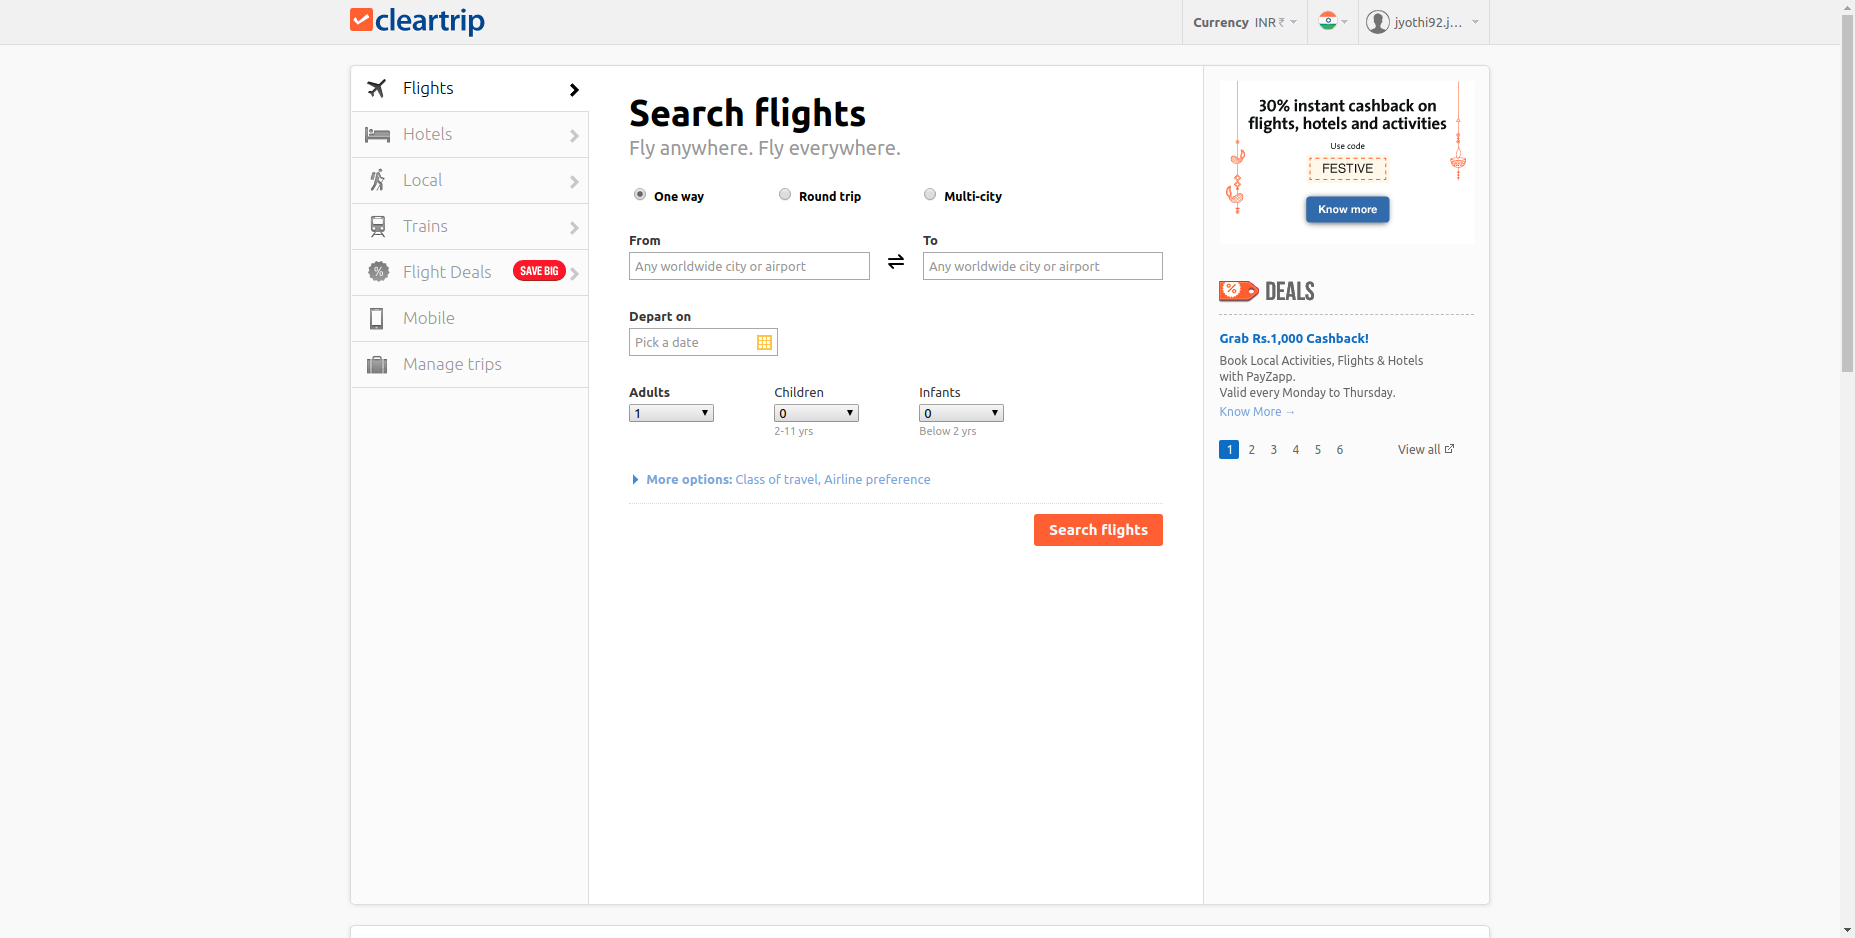 cleartrip
Currency INR ₹
jyothi92.j...
Flights
Hotels
Local
Trains
Flight Deals SAVE BIG
Mobile
Manage trips
Search flights
Fly anywhere. Fly everywhere.
One way Round trip Multi-city
From To
Any worldwide city or airport Any worldwide city or airport
Depart on
Pick a date
Adults Children Infants
1 0 0
2-11 yrs Below 2 yrs
More options: Class of travel, Airline preference
Search flights
30% instant cashback on
flights, hotels and activities
Use code
FESTIVE
Know more
% DEALS
Grab Rs.1,000 Cashback!
Book Local Activities, Flights & Hotels
with PayZapp.
Valid every Monday to Thursday.
Know More →
1 2 3 4 5 6 View all